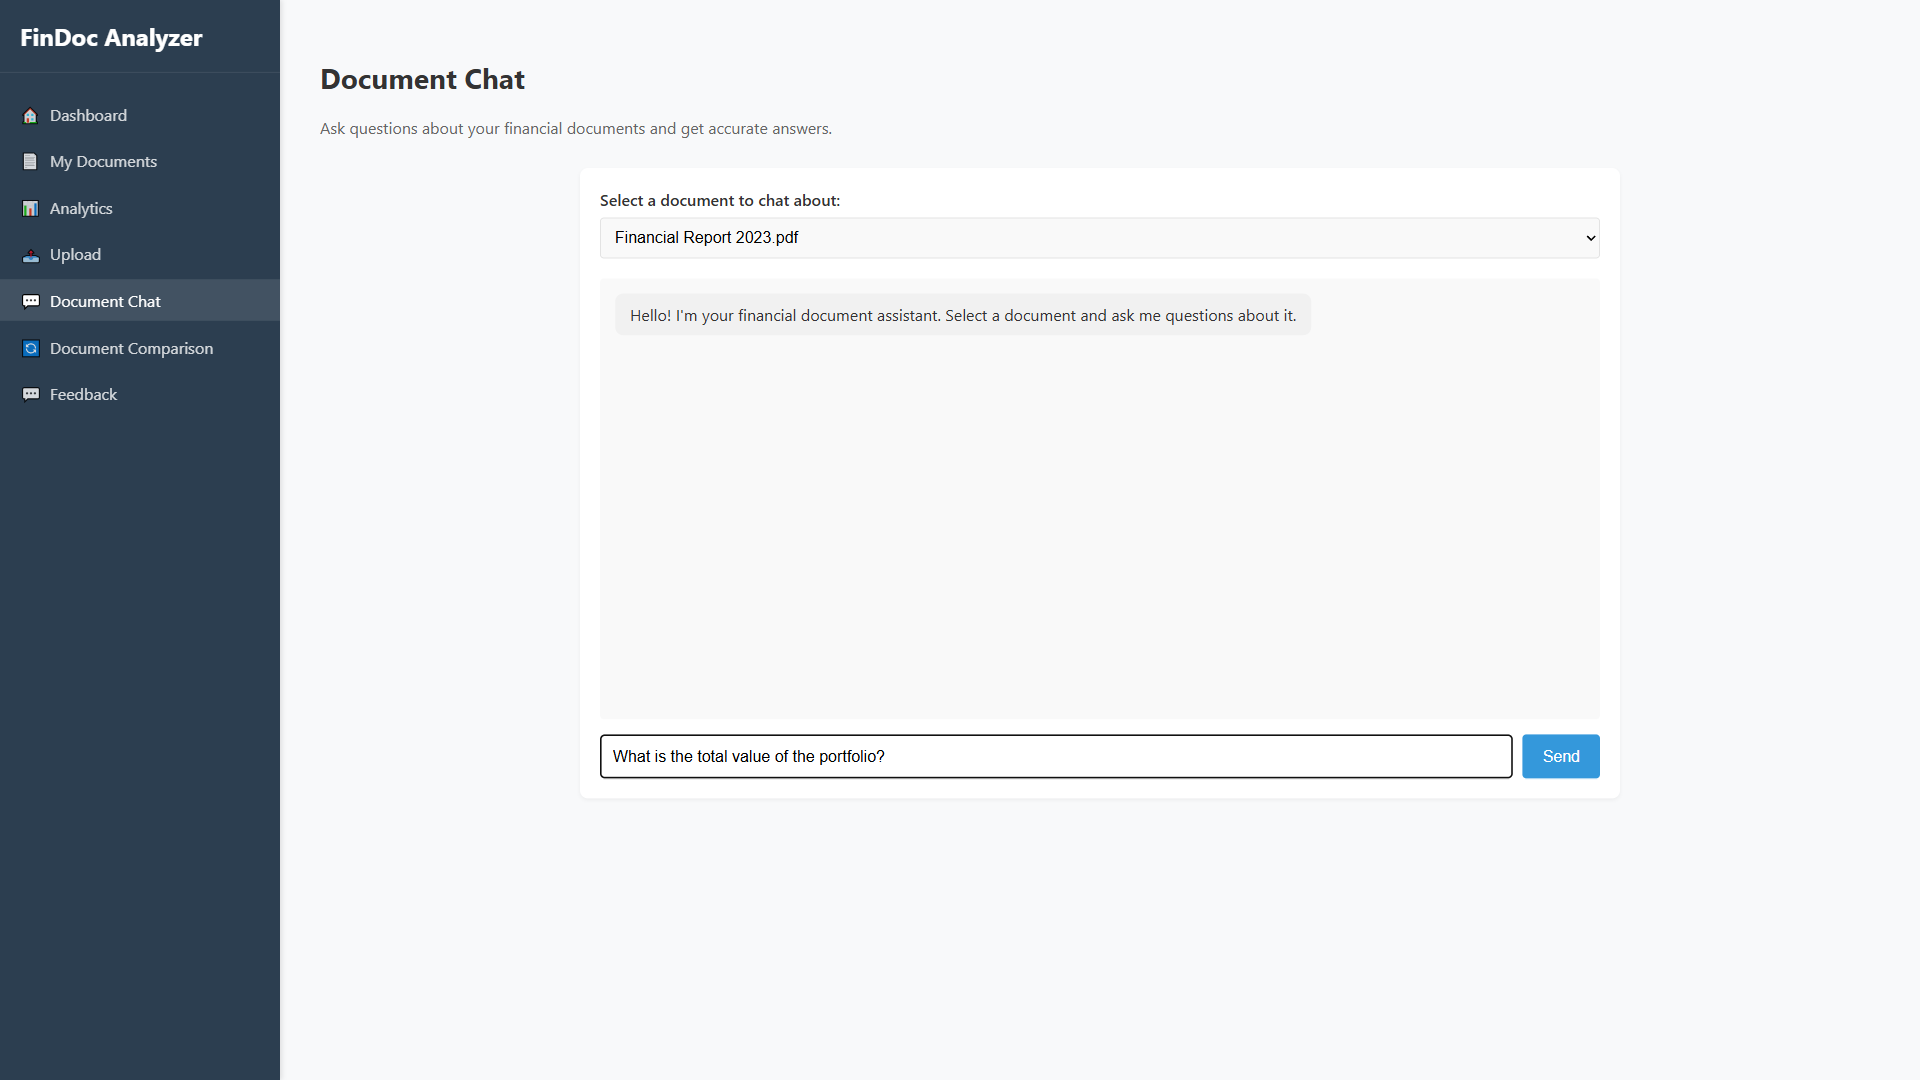 FinDoc Analyzer
Dashboard
My Documents
Analytics
Upload
Document Chat
Document Comparison
Feedback
Document Chat
Ask questions about your financial documents and get accurate answers.
Select a document to chat about:
Financial Report 2023.pdf
Hello! I'm your financial document assistant. Select a document and ask me questions about it.
What is the total value of the portfolio?
Send